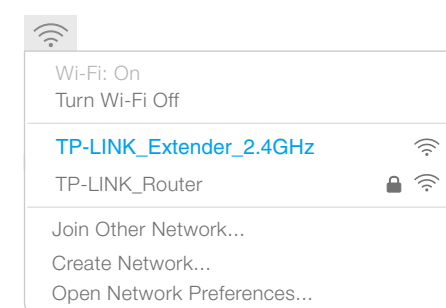 Wi-Fi: On
Turn Wi-Fi Off
TP-LINK_Extender_2.4GHz
TP-LINK_Router
Join Other Network...
Create Network...
Open Network Preferences...